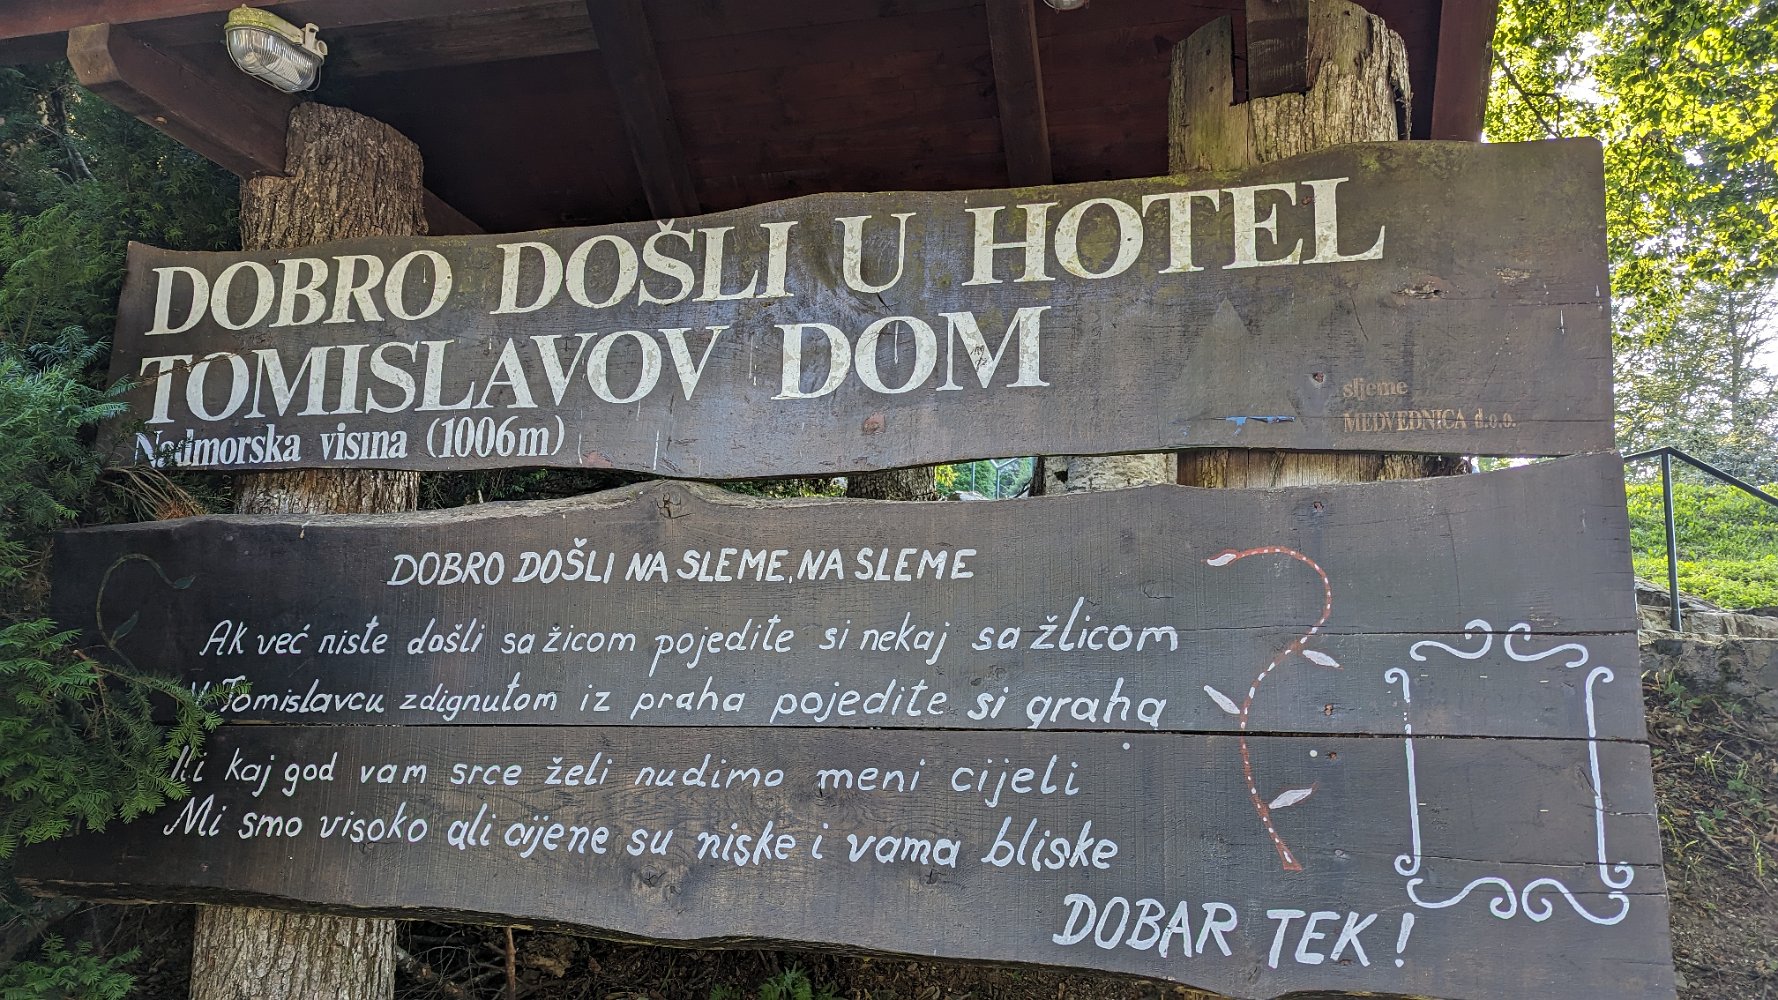 DOBRO DOŠLI U HOTEL
TOMISLAVOV DOM
Nadmorska visina (1006m)
sljeme
MEDVEDNICA d.o.o.
DOBRO DOŠLI NA SLEME, NA SLEME
Ak već niste došli sa žicom pojedite si nekaj sa žlicom
V Tomislavcu zdignutom iz praha pojedite si graha
Ili kaj god vam srce želi nudimo meni cijeli
Mi smo visoko ali cijene su niske i vama bliske
DOBAR TEK!